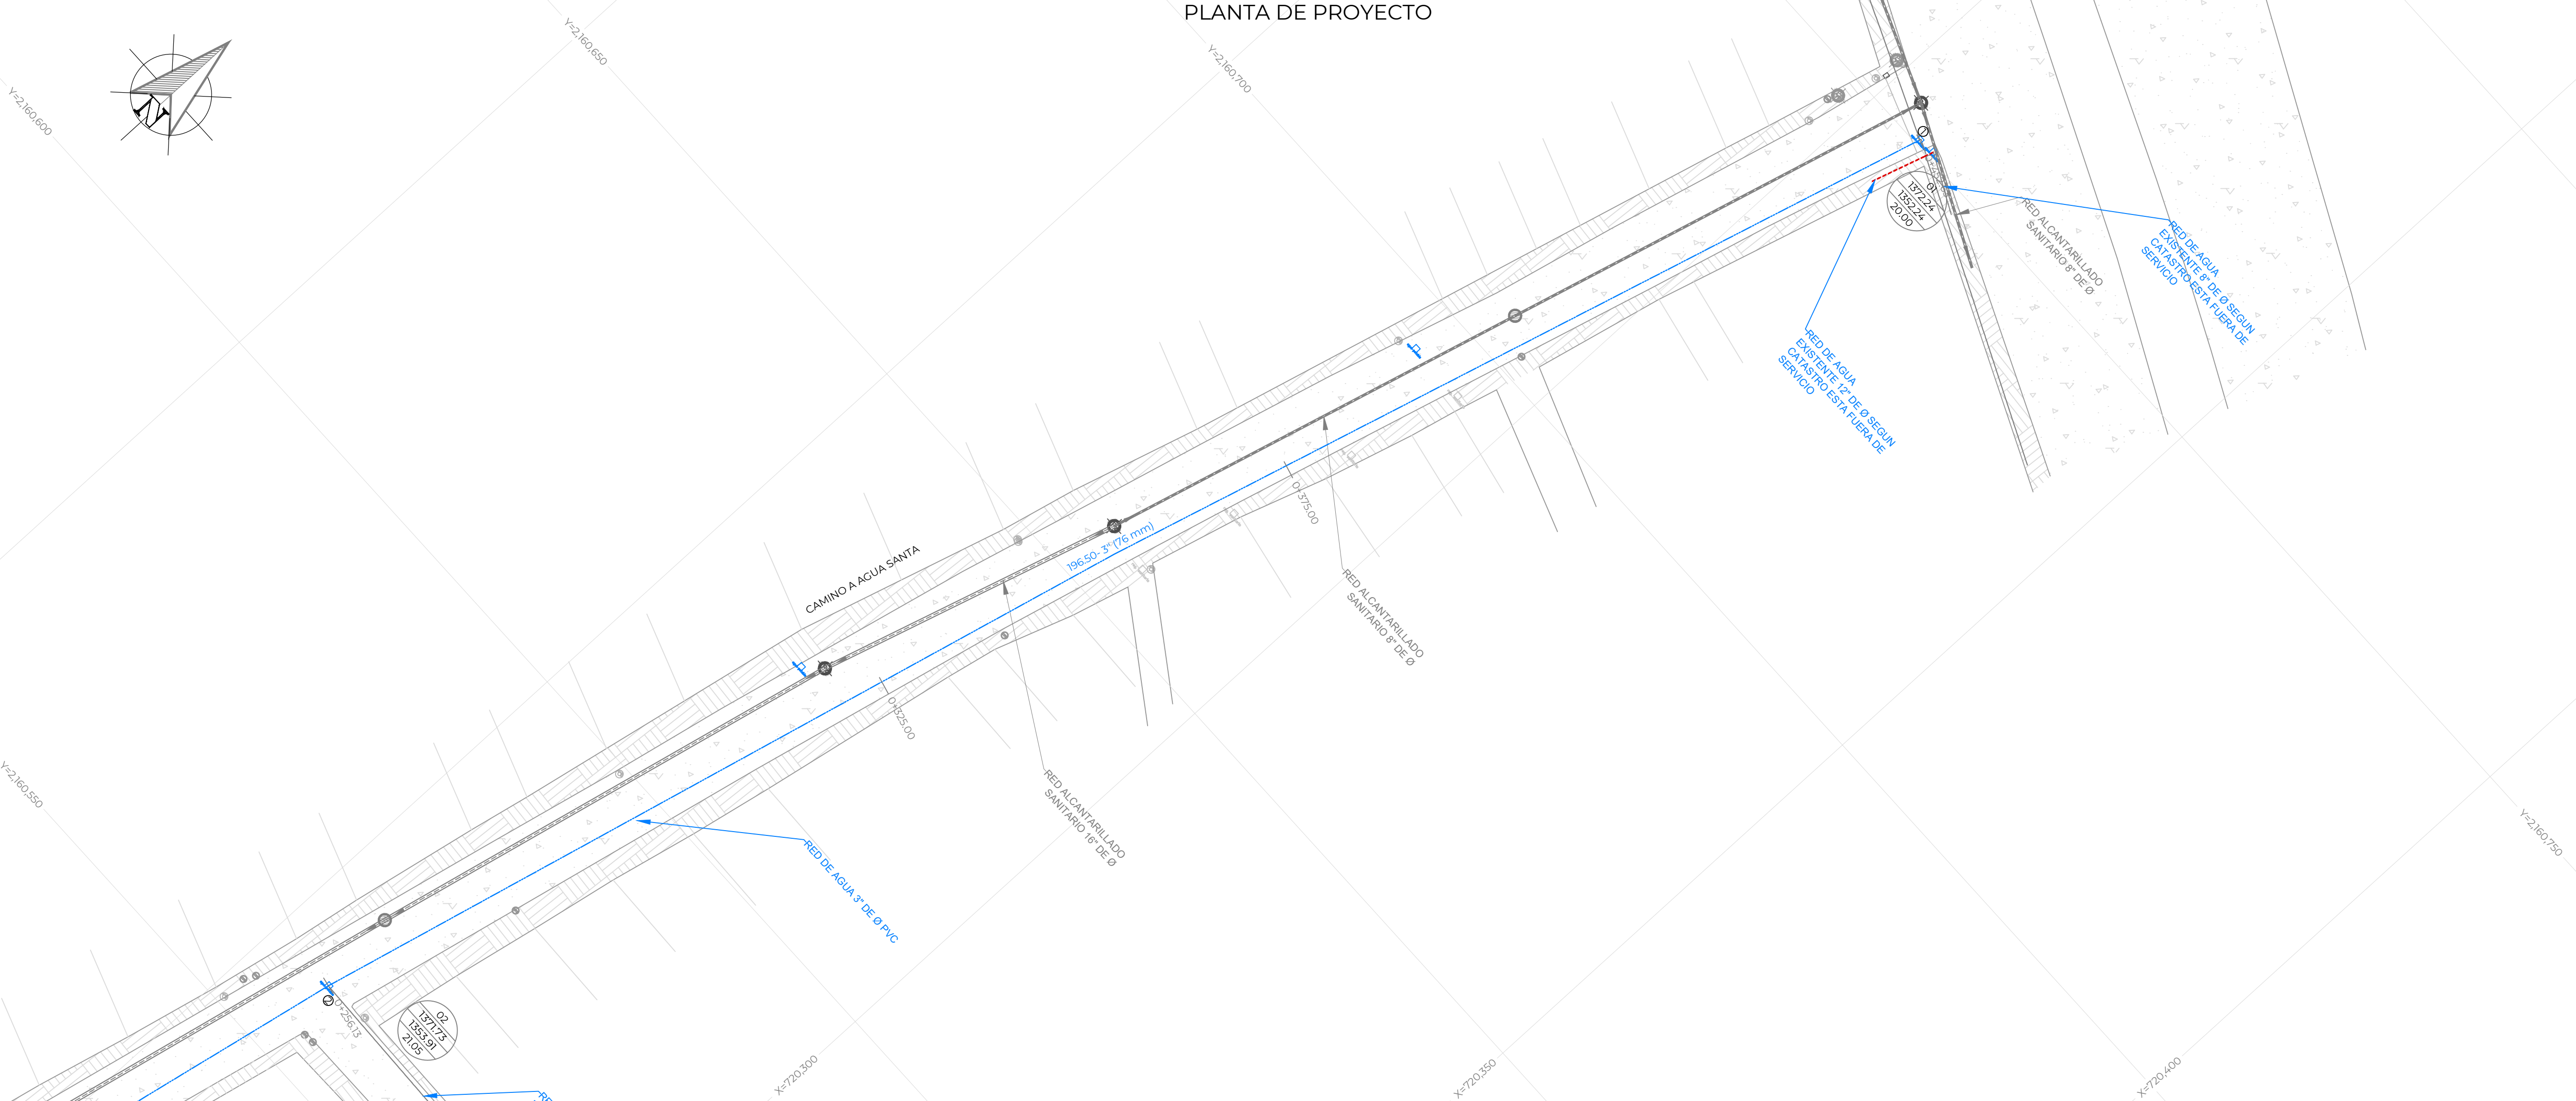 PLANTA DE PROYECTO
Y=2,160,600
Y=2,160,650
Y=2,160,700
N
01
1372.24
1352.24
20.00
RED ALCANTARILLADO
SANITARIO 8" DE Ø
RED DE AGUA
EXISTENTE 8" DE Ø SEGUN
CATASTRO ESTA FUERA DE
SERVICIO
RED DE AGUA
EXISTENTE 12" DE Ø SEGUN
CATASTRO ESTA FUERA DE
SERVICIO
0+375.00
196.50- 3" (76 mm)
CAMINO A AGUA SANTA
RED ALCANTARILLADO
SANITARIO 8" DE Ø
0+325.00
RED ALCANTARILLADO
SANITARIO 16" DE Ø
RED DE AGUA 3" DE Ø PVC
Y=2,160,550
Y=2,160,750
0+256.13
02
1371.73
1353.91
21.05
X=720,300
X=720,350
X=720,400